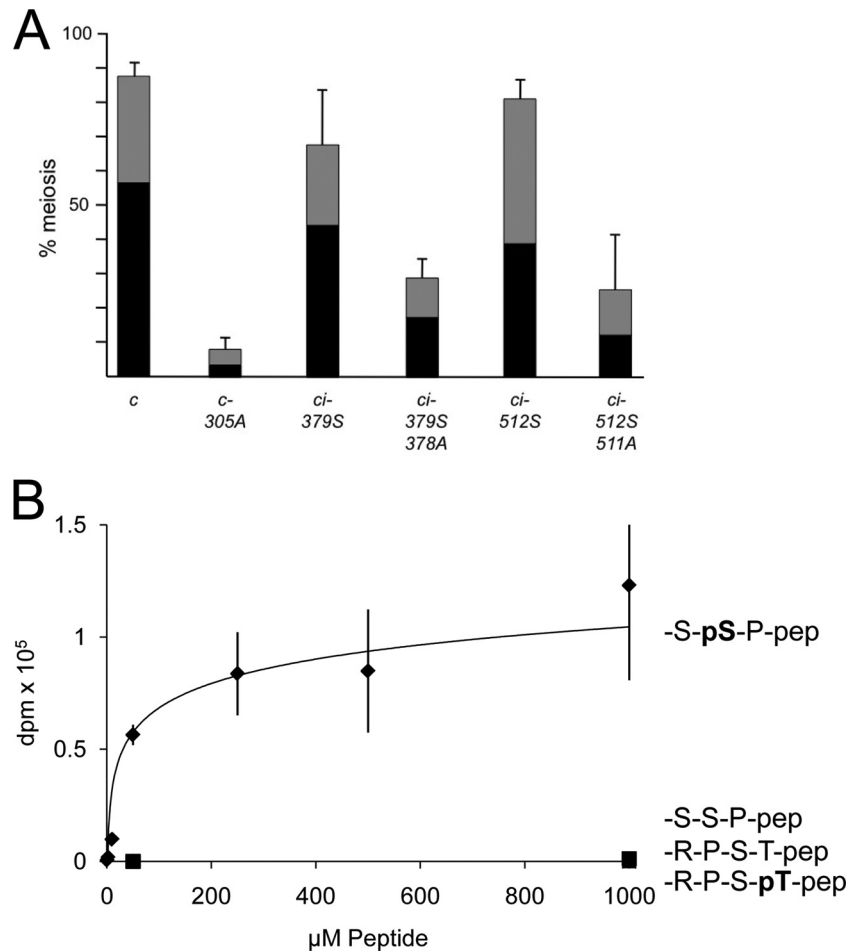 A
100
50
% meiosis
c
c-
305A
ci-
379S
ci-
379S
378A
ci-
512S
ci-
512S
511A
B
1.5
1
0.5
0
dpm x 10⁵
0 200 400 600 800 1000
µM Peptide
-S-pS-P-pep
-S-S-P-pep
-R-P-S-T-pep
-R-P-S-pT-pep